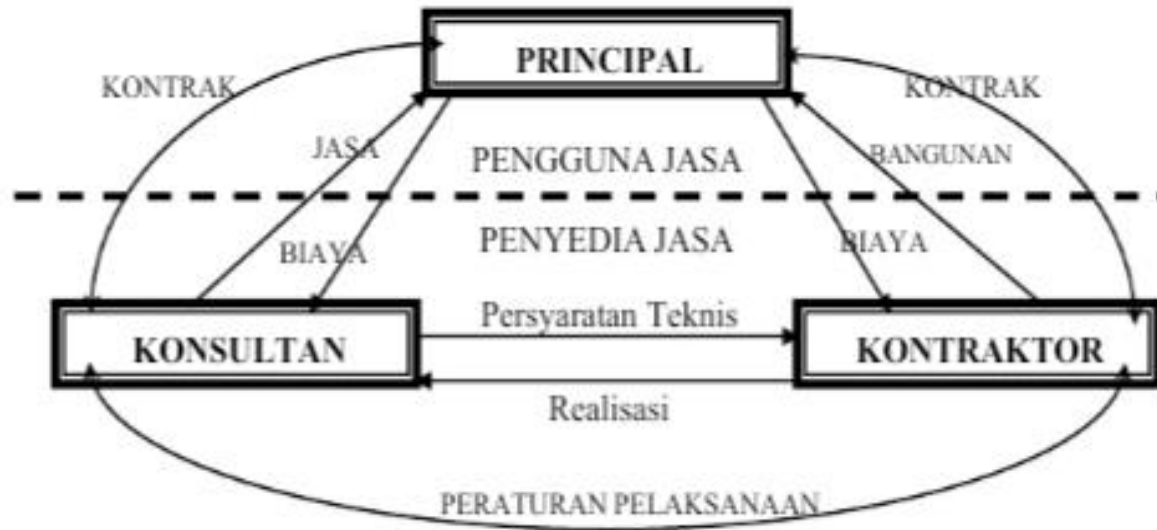 PRINCIPAL
KONTRAK
KONTRAK
JASA
PENGGUNA JASA
BANGUNAN
BIAYA
PENYEDIA JASA
BIAYA
Persyaratan Teknis
KONSULTAN
KONTRAKTOR
Realisasi
PERATURAN PELAKSANAAN